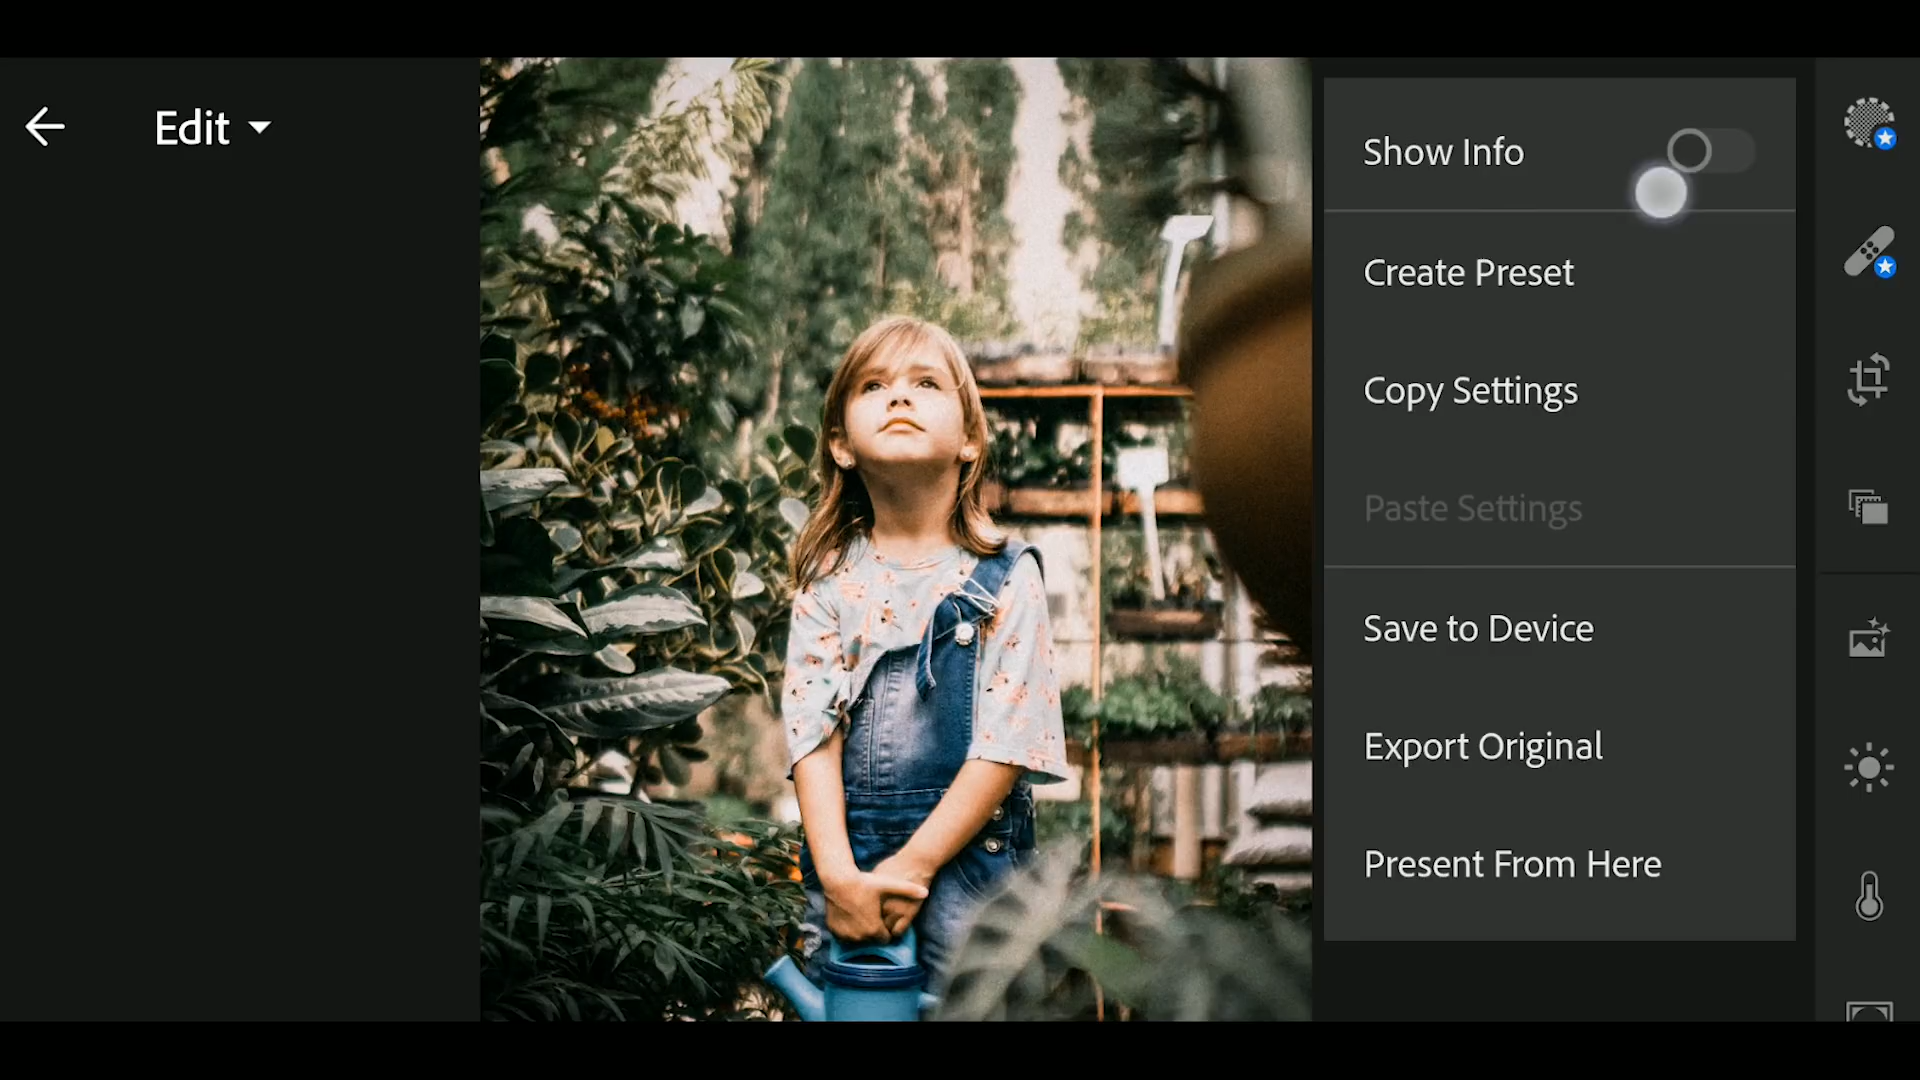 Edit
Show Info
Create Preset
Copy Settings
Paste Settings
Save to Device
Export Original
Present From Here